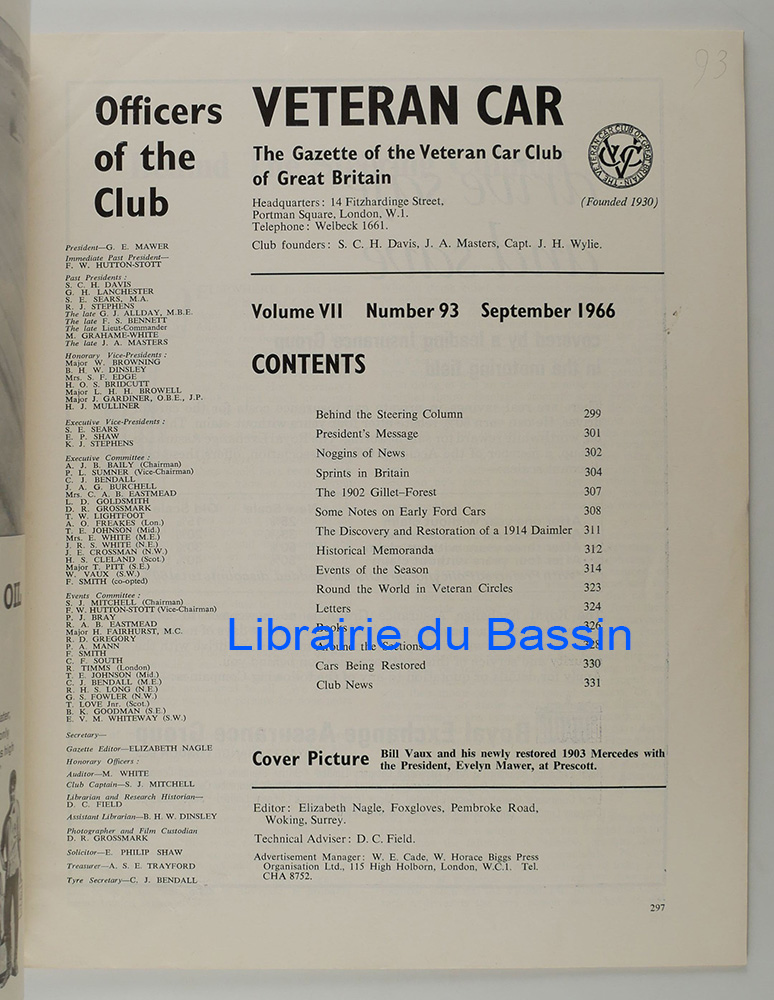 93
Officers
of the
Club
President—G. E. MAWER
Immediate Past President—
F. W. HUTTON-STOTT
Past Presidents :
S. C. H. DAVIS
G. H. LANCHESTER
S. E. SEARS, M.A.
R. J. STEPHENS
The late G. J. ALLDAY, M.B.E.
The late F. S. BENNETT
The late Lieut-Commander
M. GRAHAME-WHITE
The late J. A. MASTERS
Honorary Vice-Presidents :
Major W. BROWNING
B. H. W. DINSLEY
Mrs. S. F. EDGE
H. O. S. BRIDCUTT
Major L. H. H. BROWELL
Major J. GARDINER, O.B.E., J.P.
H. J. MULLINER
Executive Vice-Presidents :
S. E. SEARS
E. P. SHAW
K. J. STEPHENS
Executive Committee :
A. J. B. BAILY (Chairman)
P. L. SUMNER (Vice-Chairman)
C. J. BENDALL
J. A. G. BURCHELL
Mrs. C. A. B. EASTMEAD
L. D. GOLDSMITH
D. R. GROSSMARK
T. W. LIGHTFOOT
A. O. FREAKES (Lon.)
T. E. JOHNSON (Mid.)
Mrs. E. WHITE (M.E.)
J. R. S. WHITE (N.E.)
J. E. CROSSMAN (N.W.)
H. S. CLELAND (Scot.)
Major T. PITT (S.E.)
W. VAUX (S.W.)
F. SMITH (co-opted)
Events Committee :
S. J. MITCHELL (Chairman)
F. W. HUTTON-STOTT (Vice-Chairman)
P. J. BRAY
R. A. B. EASTMEAD
Major H. FAIRHURST, M.C.
R. D. GREGORY
P. A. MANN
F. SMITH
C. F. SOUTH
R. TIMMS (London)
T. E. JOHNSON (Mid.)
C. J. BENDALL (M.E.)
R. H. S. LONG (N.E.)
G. S. FOWLER (N.W.)
T. LOVE Jnr. (Scot.)
B. K. GOODMAN (S.E.)
E. V. M. WHITEWAY (S.W.)
Secretary—
Gazette Editor—ELIZABETH NAGLE
Honorary Officers :
Auditor—M. WHITE
Club Captain—S. J. MITCHELL
Librarian and Research Historian—
D. C. FIELD
Assistant Librarian—B. H. W. DINSLEY
Photographer and Film Custodian
D. R. GROSSMARK
Solicitor—E. PHILIP SHAW
Treasurer—A. S. E. TRAYFORD
Tyre Secretary—C. J. BENDALL
VETERAN CAR
The Gazette of the Veteran Car Club
of Great Britain
THE VETERAN CAR CLUB OF GREAT BRITAIN
VCC
(Founded 1930)
Headquarters: 14 Fitzhardinge Street,
Portman Square, London, W.1.
Telephone: Welbeck 1661.
Club founders: S. C. H. Davis, J. A. Masters, Capt. J. H. Wylie.
Volume VII Number 93 September 1966
CONTENTS
Behind the Steering Column 299
President's Message 301
Noggins of News 302
Sprints in Britain 304
The 1902 Gillet–Forest 307
Some Notes on Early Ford Cars 308
The Discovery and Restoration of a 1914 Daimler 311
Historical Memoranda 312
Events of the Season 314
Round the World in Veteran Circles 323
Letters 324
Books 326
Around the Sections 328
Cars Being Restored 330
Club News 331
Librairie du Bassin
Cover Picture Bill Vaux and his newly restored 1903 Mercedes with
the President, Evelyn Mawer, at Prescott.
Editor: Elizabeth Nagle, Foxgloves, Pembroke Road,
Woking, Surrey.
Technical Adviser: D. C. Field.
Advertisement Manager: W. E. Cade, W. Horace Biggs Press
Organisation Ltd., 115 High Holborn, London, W.C.1. Tel.
CHA 8752.
297